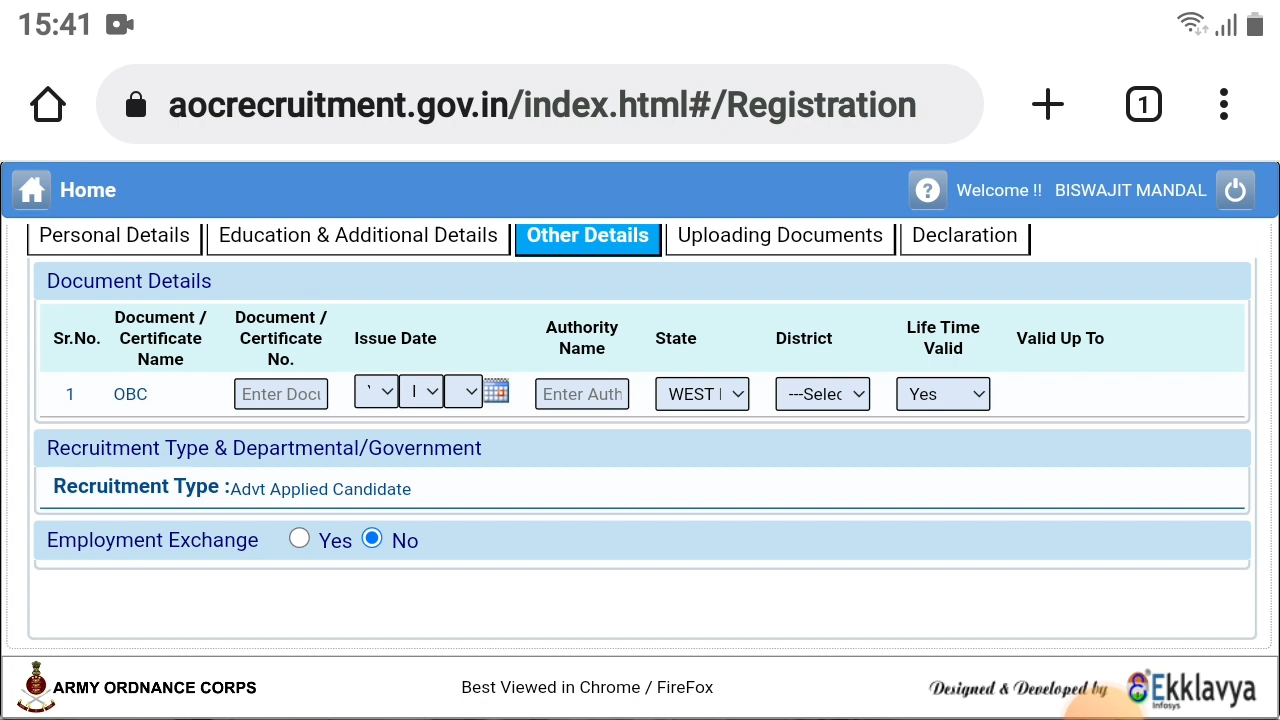 15:41
aocrecruitment.gov.in/index.html#/Registration
1
Home
? Welcome !! BISWAJIT MANDAL
Personal Details Education & Additional Details Other Details Uploading Documents Declaration
Document Details
Sr.No. Document / Certificate Name Document / Certificate No. Issue Date Authority Name State District Life Time Valid Valid Up To
1 OBC Enter Docu WEST Enter Auth ---Selec Yes
Recruitment Type & Departmental/Government
Recruitment Type : Advt Applied Candidate
Employment Exchange Yes No
ARMY ORDNANCE CORPS
Best Viewed in Chrome / FireFox
Designed & Developed by Ekklavya
Infosys